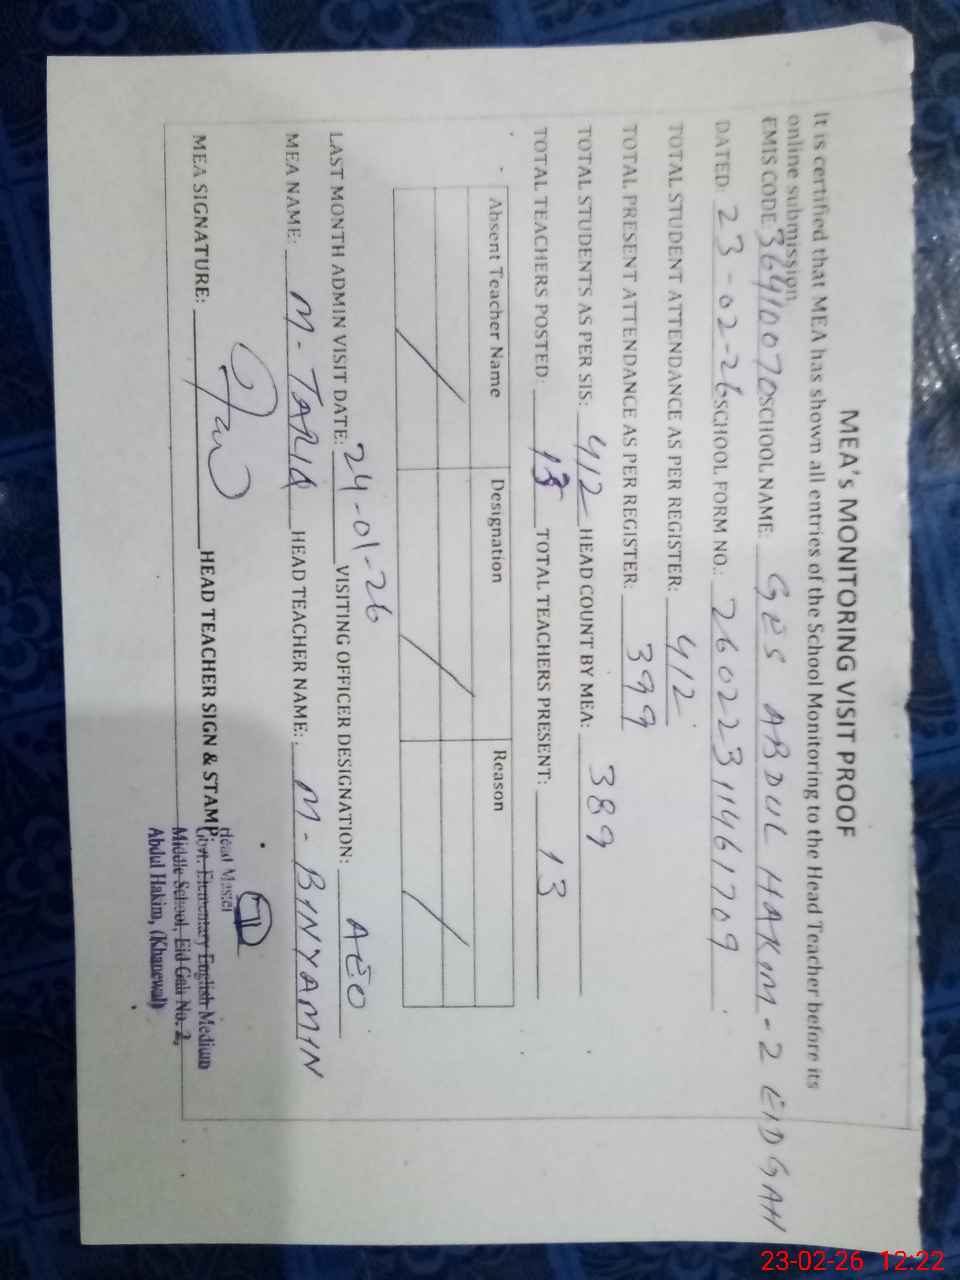 MEA's MONITORING VISIT PROOF
It is certified that MEA has shown all entries of the School Monitoring to the Head Teacher before its
online submission.
EMIS CODE: 36410070 SCHOOL NAME: GES ABDUL HAKIM-2 EIDGAH
DATED: 23-02-26 SCHOOL FORM NO.: 26022311461709
TOTAL STUDENT ATTENDANCE AS PER REGISTER: 412
TOTAL PRESENT ATTENDANCE AS PER REGISTER: 399
TOTAL STUDENTS AS PER SIS: 412 HEAD COUNT BY MEA: 389
TOTAL TEACHERS POSTED: 13 TOTAL TEACHERS PRESENT: 13
Absent Teacher Name Designation Reason
LAST MONTH ADMIN VISIT DATE: 24-01-26 VISITING OFFICER DESIGNATION: AEO
MEA NAME: M- TARIQ HEAD TEACHER NAME: M- BINYAMIN
MEA SIGNATURE: HEAD TEACHER SIGN & STAMP:
Head Master
Govt. Elementary English Medium
Middle School, Eid Gah No. 2,
Abdul Hakim, (Khanewal)
23-02-26 12:22